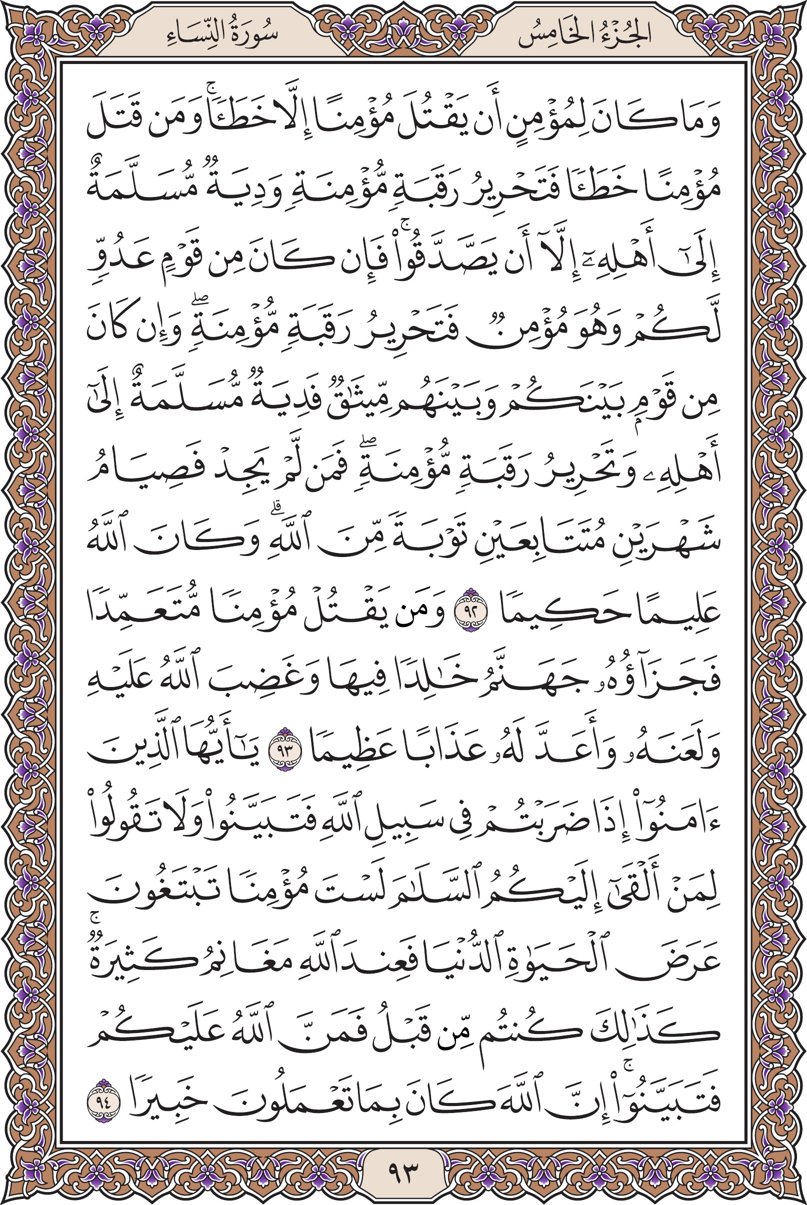 الجُزْءُ الخَامِسُ
سُورَةُ النِّسَاءِ
وَمَا كَانَ لِمُؤْمِنٍ أَن يَقْتُلَ مُؤْمِنًا إِلَّا خَطَـًٔا ۚ وَمَن قَتَلَ
مُؤْمِنًا خَطَـًٔا فَتَحْرِيرُ رَقَبَةٍ مُّؤْمِنَةٍ وَدِيَةٌ مُّسَلَّمَةٌ
إِلَىٰٓ أَهْلِهِۦٓ إِلَّآ أَن يَصَّدَّقُوا۟ ۚ فَإِن كَانَ مِن قَوْمٍ عَدُوٍّ
لَّكُمْ وَهُوَ مُؤْمِنٌ فَتَحْرِيرُ رَقَبَةٍ مُّؤْمِنَةٍ ۖ وَإِن كَانَ
مِن قَوْمٍۭ بَيْنَكُمْ وَبَيْنَهُم مِّيثَـٰقٌ فَدِيَةٌ مُّسَلَّمَةٌ إِلَىٰٓ
أَهْلِهِۦ وَتَحْرِيرُ رَقَبَةٍ مُّؤْمِنَةٍ ۖ فَمَن لَّمْ يَجِدْ فَصِيَامُ
شَهْرَيْنِ مُتَتَابِعَيْنِ تَوْبَةً مِّنَ ٱللَّهِ ۗ وَكَانَ ٱللَّهُ
عَلِيمًا حَكِيمًا ٩٢ وَمَن يَقْتُلْ مُؤْمِنًا مُّتَعَمِّدًا
فَجَزَآؤُهُۥ جَهَنَّمُ خَـٰلِدًا فِيهَا وَغَضِبَ ٱللَّهُ عَلَيْهِ
وَلَعَنَهُۥ وَأَعَدَّ لَهُۥ عَذَابًا عَظِيمًا ٩٣ يَـٰٓأَيُّهَا ٱلَّذِينَ
ءَامَنُوٓا۟ إِذَا ضَرَبْتُمْ فِى سَبِيلِ ٱللَّهِ فَتَبَيَّنُوا۟ وَلَا تَقُولُوا۟
لِمَنْ أَلْقَىٰٓ إِلَيْكُمُ ٱلسَّلَـٰمَ لَسْتَ مُؤْمِنًا تَبْتَغُونَ
عَرَضَ ٱلْحَيَوٰةِ ٱلدُّنْيَا فَعِندَ ٱللَّهِ مَغَانِمُ كَثِيرَةٌ ۚ
كَذَٰلِكَ كُنتُم مِّن قَبْلُ فَمَنَّ ٱللَّهُ عَلَيْكُمْ
فَتَبَيَّنُوٓا۟ ۚ إِنَّ ٱللَّهَ كَانَ بِمَا تَعْمَلُونَ خَبِيرًا ٩٤
٩٣